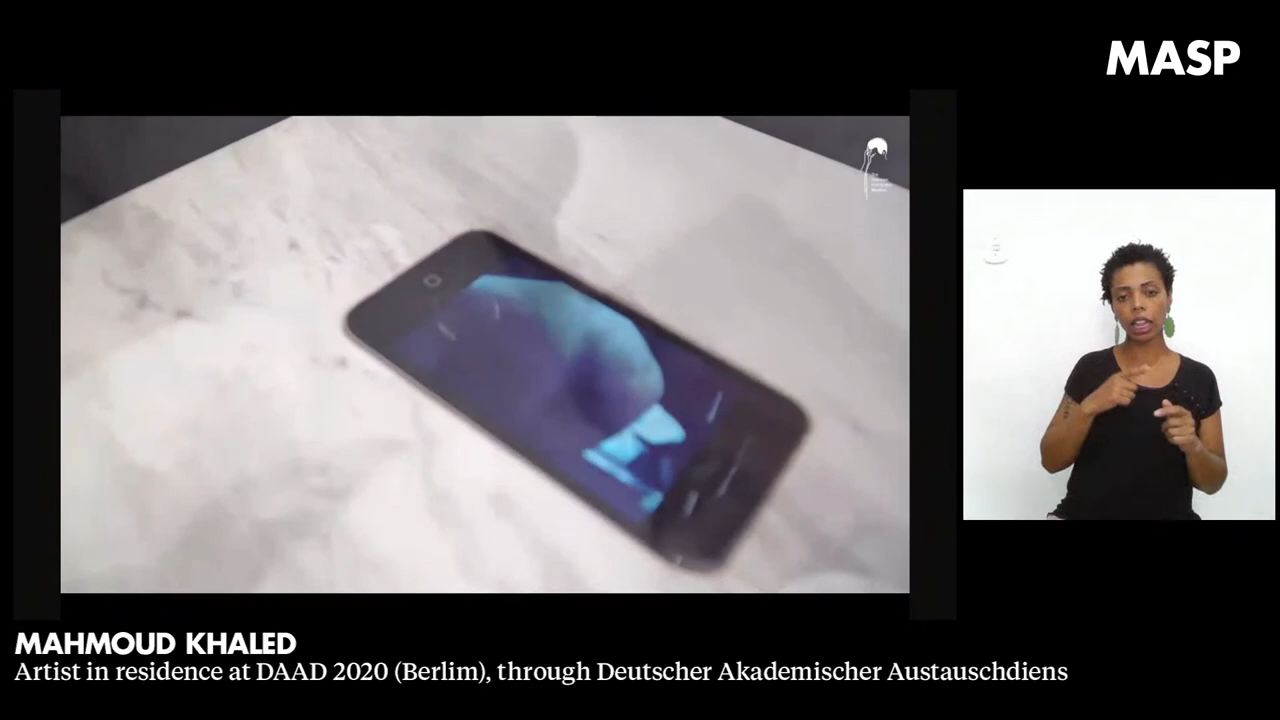 MASP
MAHMOUD KHALED
Artist in residence at DAAD 2020 (Berlim), through Deutscher Akademischer Austauschdiens